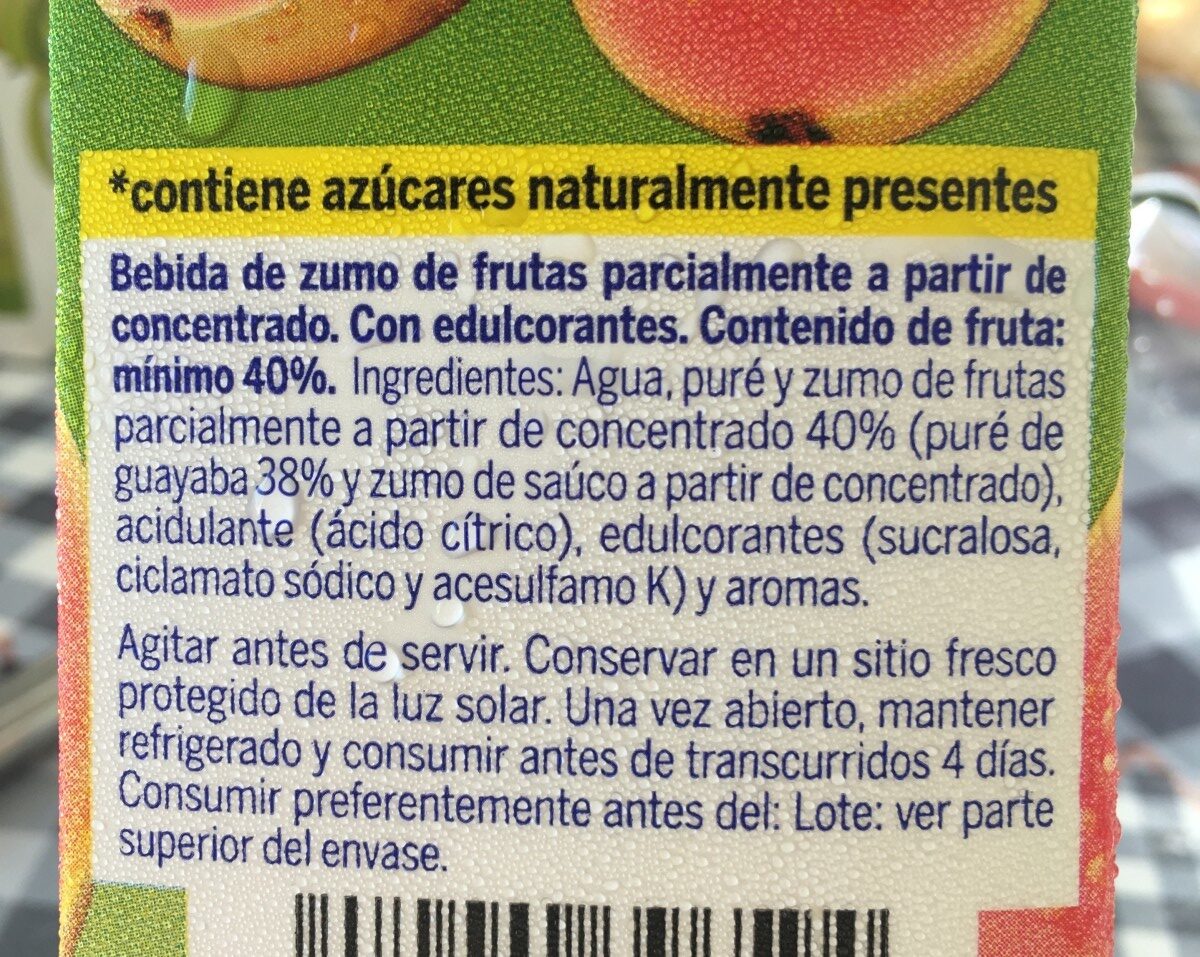 *contiene azúcares naturalmente presentes
Bebida de zumo de frutas parcialmente a partir de
concentrado. Con edulcorantes. Contenido de fruta:
mínimo 40%. Ingredientes: Agua, puré y zumo de frutas
parcialmente a partir de concentrado 40% (puré de
guayaba 38% y zumo de saúco a partir de concentrado),
acidulante (ácido cítrico), edulcorantes (sucralosa,
ciclamato sódico y acesulfamo K) y aromas.
Agitar antes de servir. Conservar en un sitio fresco
protegido de la luz solar. Una vez abierto, mantener
refrigerado y consumir antes de transcurridos 4 días.
Consumir preferentemente antes del: Lote: ver parte
superior del envase.